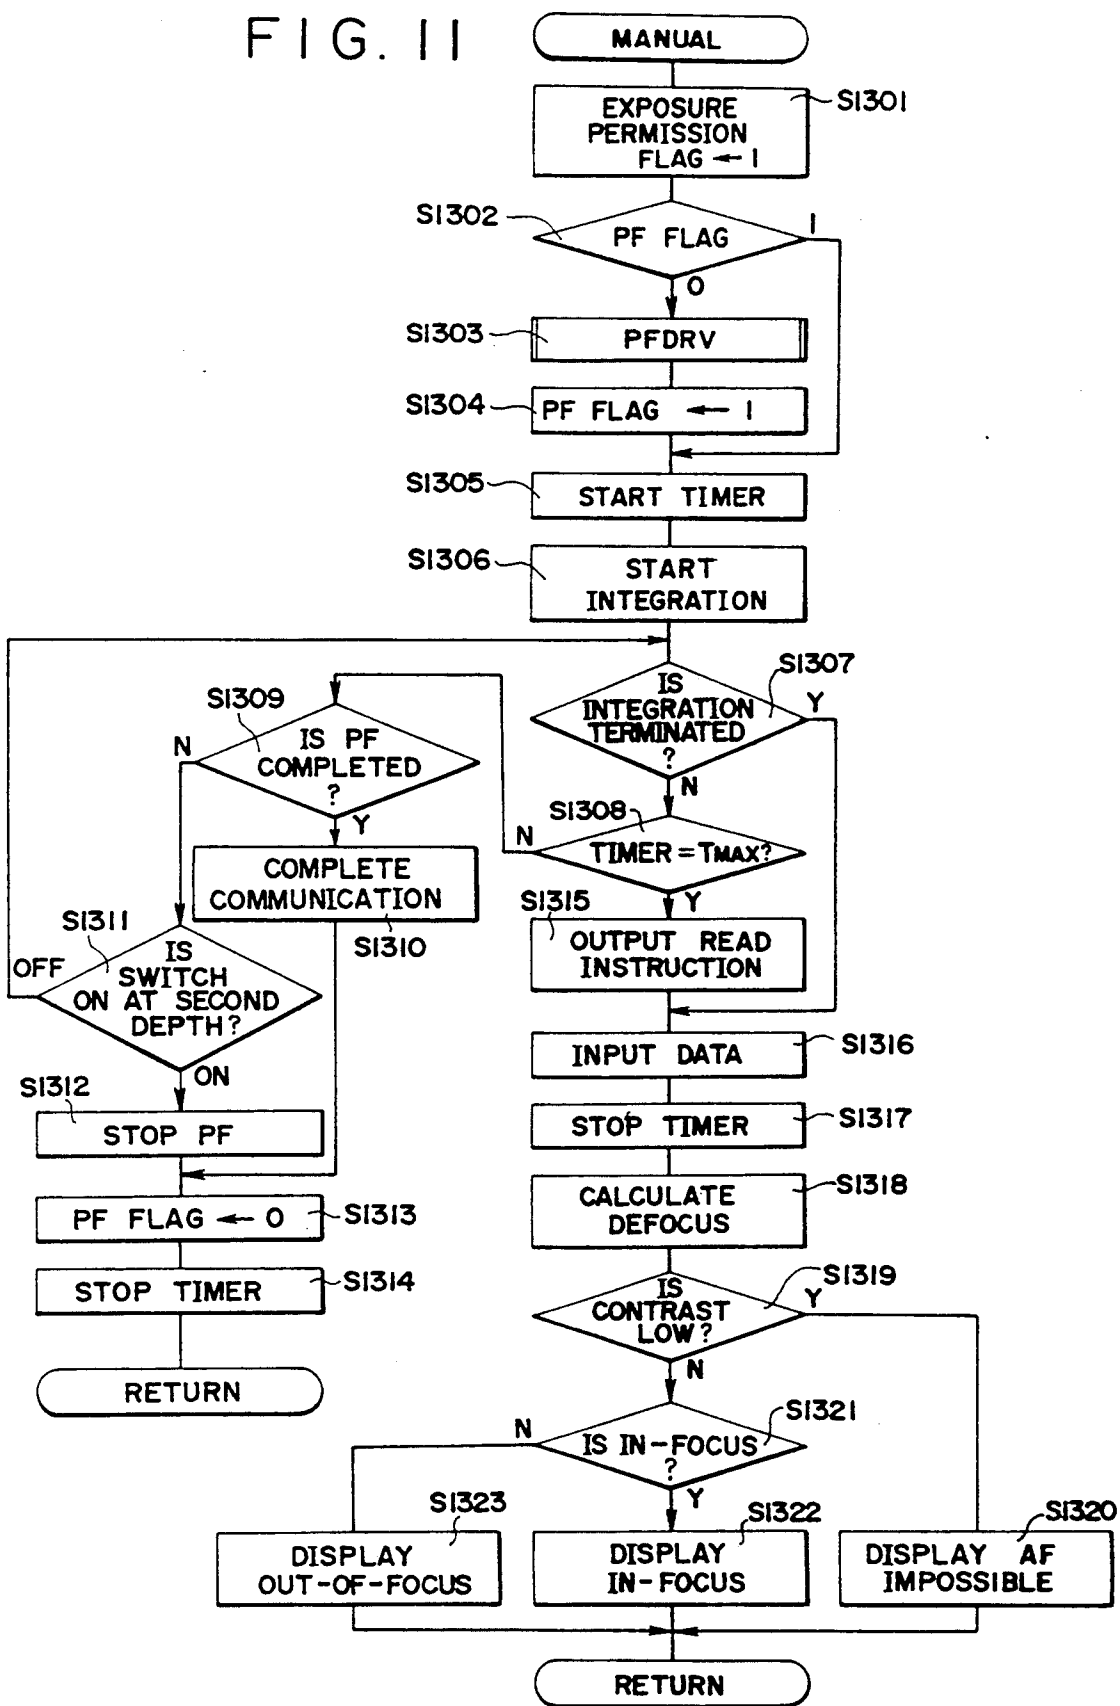 FIG. 11
MANUAL
S1301
EXPOSURE
PERMISSION
FLAG ← 1
S1302
PF FLAG
1
0
S1303
PFDRV
S1304
PF FLAG ← 1
S1305
START TIMER
S1306
START
INTEGRATION
S1307
IS
INTEGRATION
TERMINATED
?
Y
N
S1309
IS PF
COMPLETED
?
N
Y
S1308
TIMER = TMAX?
N
Y
COMPLETE
COMMUNICATION
S1310
S1315
OUTPUT READ
INSTRUCTION
S1311
IS
SWITCH
ON AT SECOND
DEPTH?
OFF
ON
INPUT DATA
S1316
S1312
STOP PF
STOP TIMER
S1317
CALCULATE
DEFOCUS
S1318
PF FLAG ← 0
S1313
STOP TIMER
S1314
RETURN
S1319
IS
CONTRAST
LOW?
Y
N
S1321
IS IN-FOCUS
?
N
Y
S1323
DISPLAY
OUT-OF-FOCUS
S1322
DISPLAY
IN-FOCUS
S1320
DISPLAY AF
IMPOSSIBLE
RETURN